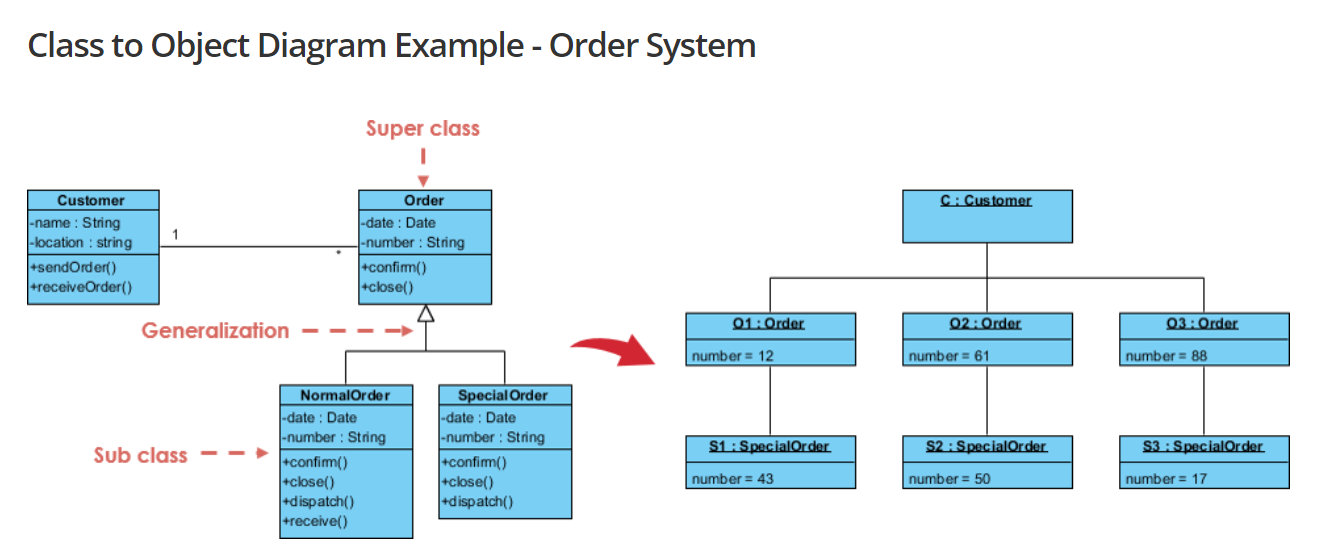 Class to Object Diagram Example - Order System
Super class
Customer
-name : String
-location : string
+sendOrder()
+receiveOrder()
1
*
Order
-date : Date
-number : String
+confirm()
+close()
Generalization
NormalOrder
-date : Date
-number : String
+confirm()
+close()
+dispatch()
+receive()
SpecialOrder
-date : Date
-number : String
+confirm()
+close()
+dispatch()
Sub class
C : Customer
O1 : Order
number = 12
O2 : Order
number = 61
O3 : Order
number = 88
S1 : SpecialOrder
number = 43
S2 : SpecialOrder
number = 50
S3 : SpecialOrder
number = 17